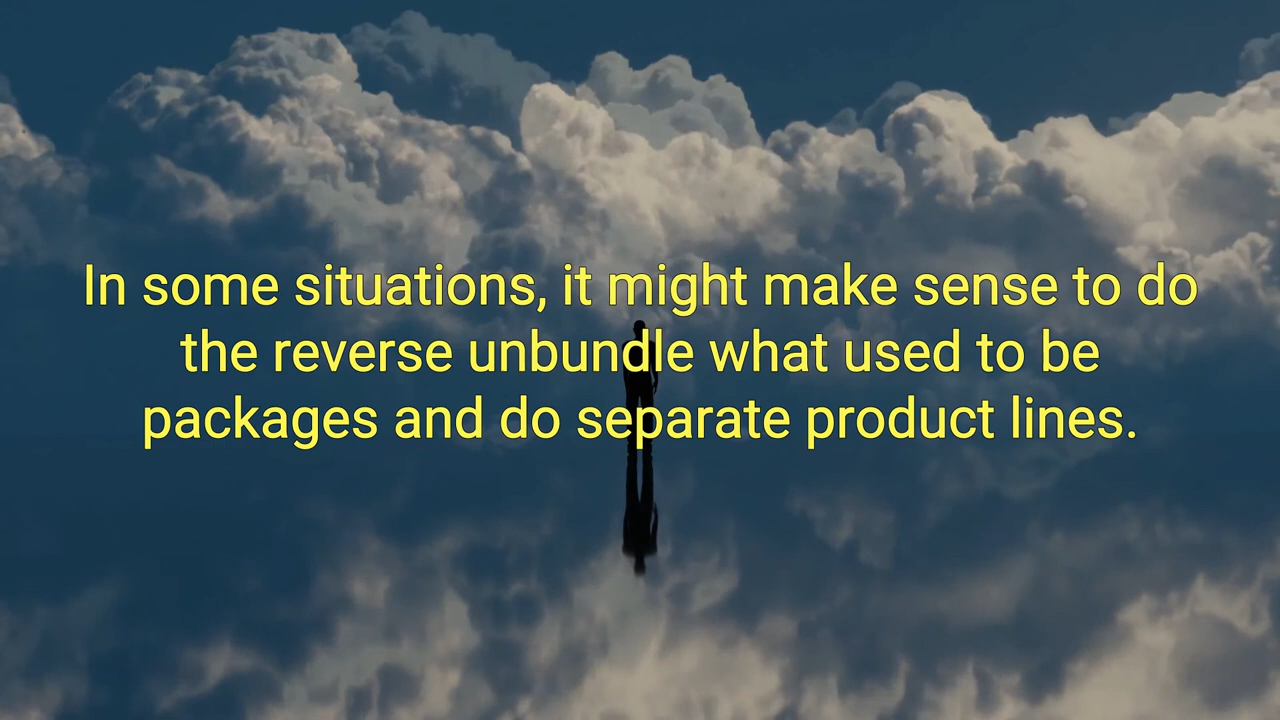 In some situations, it might make sense to do
the reverse unbundle what used to be
packages and do separate product lines.